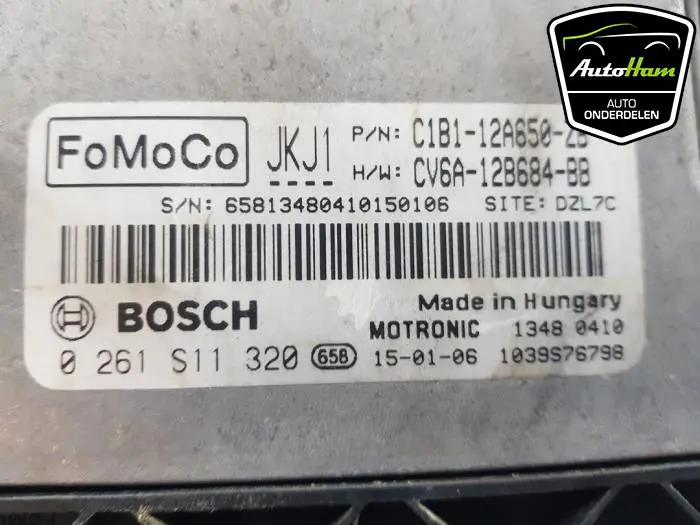 AutoHam
AUTO
ONDERDELEN
FoMoCo
JKJ1
P/N: C1B1-12A650-ZB
H/W: CV6A-12B684-BB
S/N: 65813480410150106 SITE: DZL7C
BOSCH
Made in Hungary
MOTRONIC 1348 0410
0 261 S11 320 658 15-01-06 1039S76798